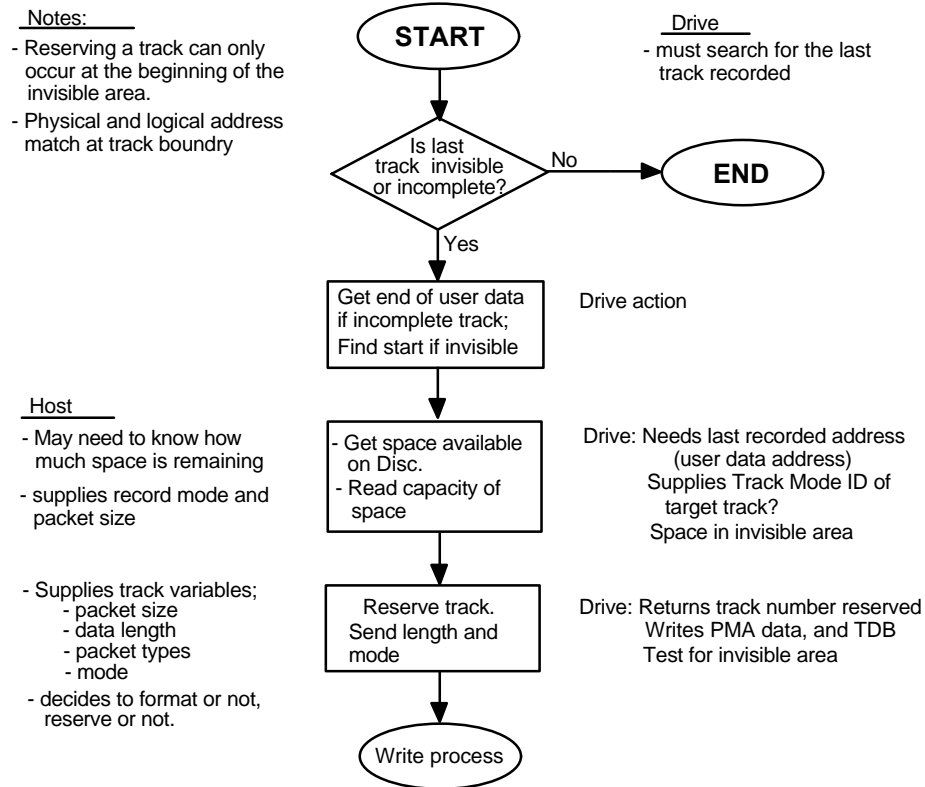 Notes:
- Reserving a track can only
occur at the beginning of the
invisible area.
- Physical and logical address
match at track boundry
START
Drive
- must search for the last
track recorded
Is last
track invisible
or incomplete?
No
END
Yes
Get end of user data
if incomplete track;
Find start if invisible
Drive action
Host
- May need to know how
much space is remaining
- supplies record mode and
packet size
- Get space available
on Disc.
- Read capacity of
space
Drive: Needs last recorded address
(user data address)
Supplies Track Mode ID of
target track?
Space in invisible area
- Supplies track variables;
- packet size
- data length
- packet types
- mode
- decides to format or not,
reserve or not.
Reserve track.
Send length and
mode
Drive: Returns track number reserved
Writes PMA data, and TDB
Test for invisible area
Write process